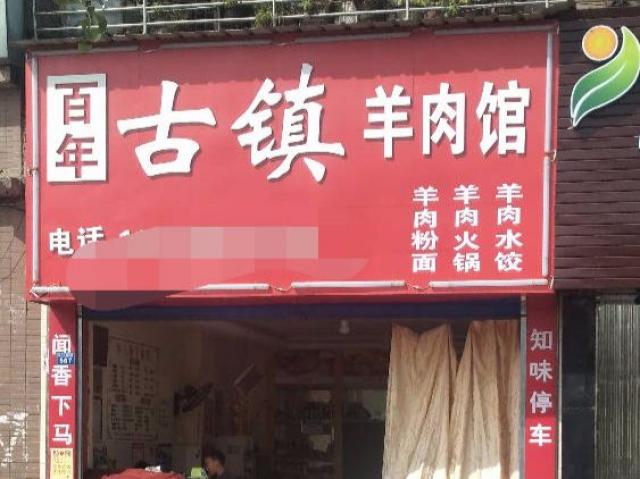 百年
古镇
羊肉馆
电话
羊肉粉面
羊肉火锅
羊肉水饺
闻香下马
知味停车